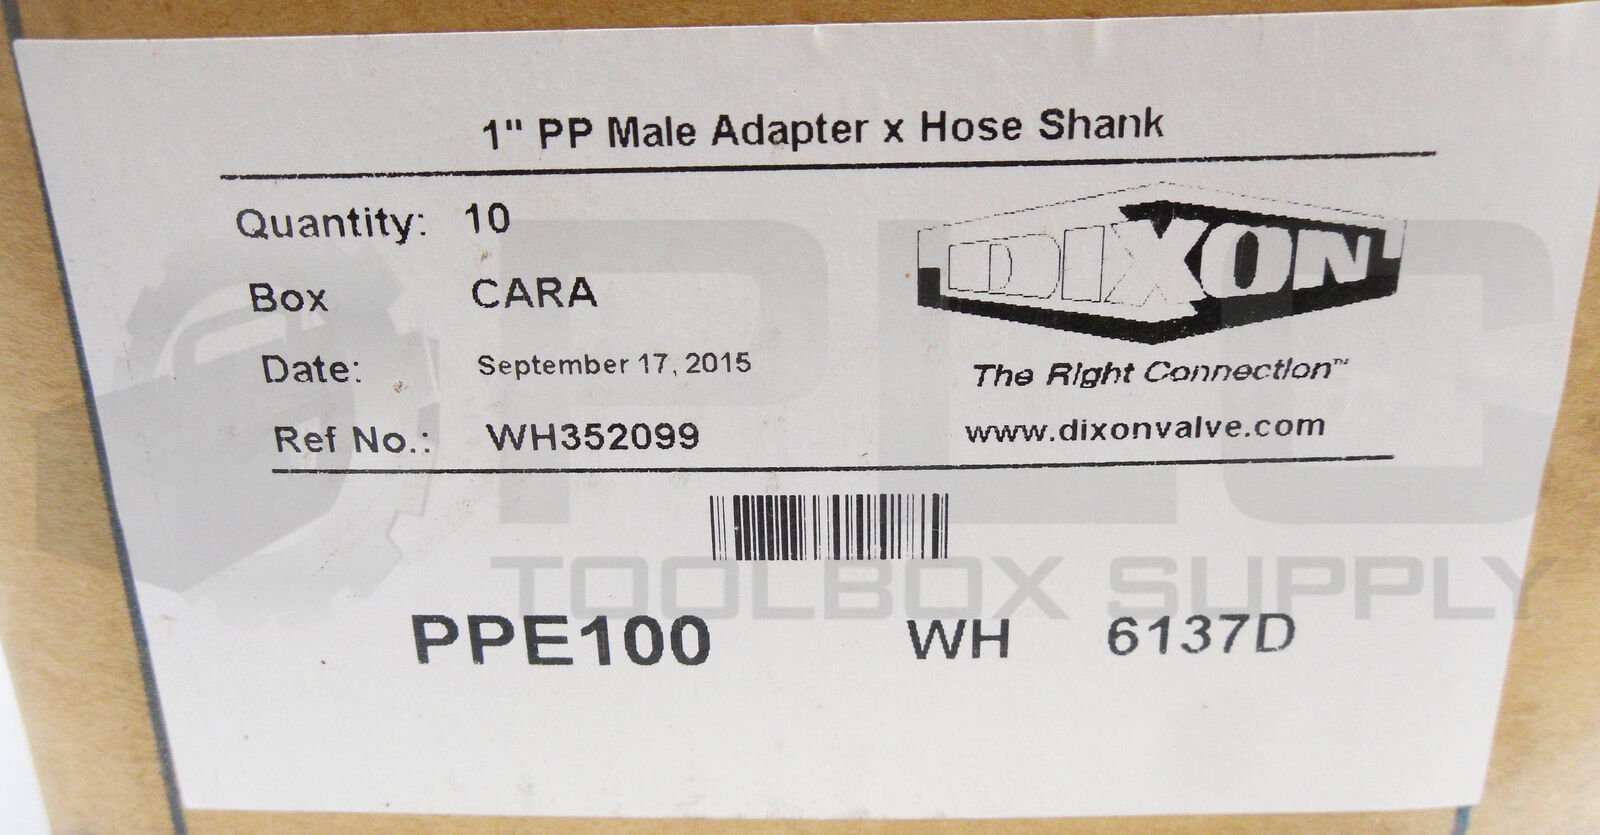 1" PP Male Adapter x Hose Shank
Quantity: 10
Box CARA
Date: September 17, 2015
Ref No.: WH352099
DIXON
The Right Connection™
www.dixonvalve.com
PLC
TOOLBOX SUPPLY
PPE100 WH 6137D